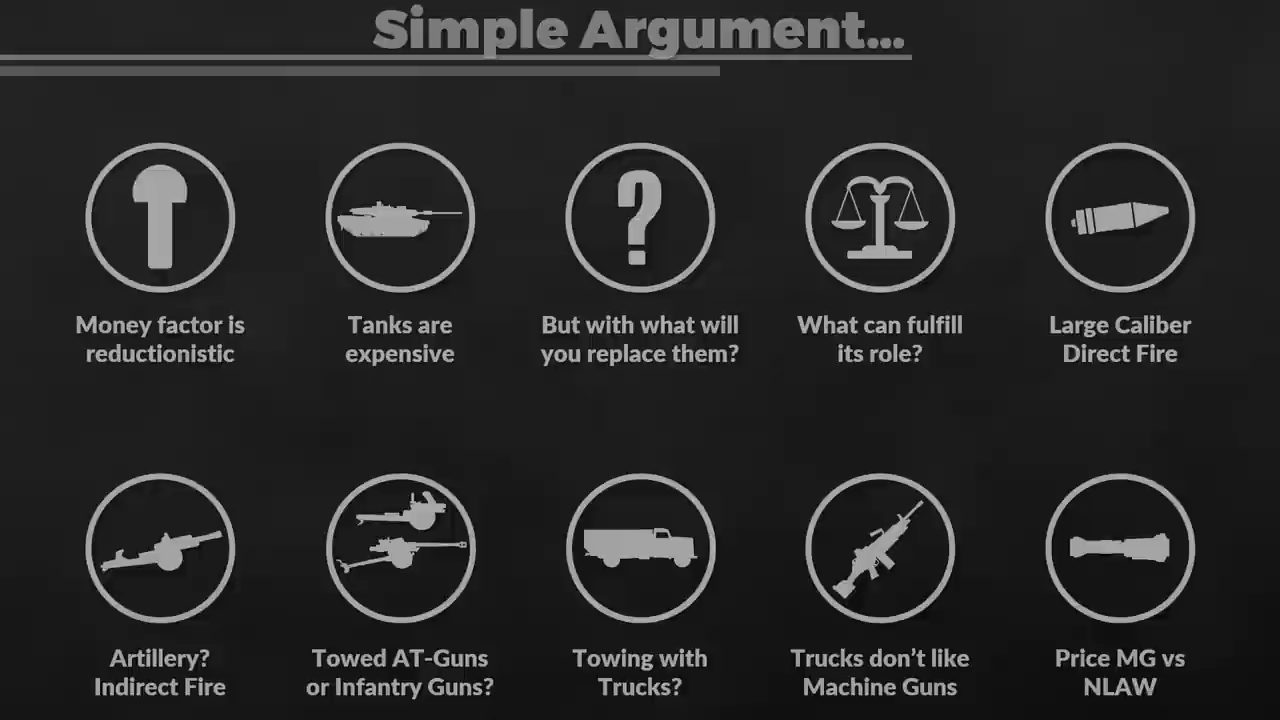 Simple Argument...
Money factor is
reductionistic
Tanks are
expensive
But with what will
you replace them?
What can fulfill
its role?
Large Caliber
Direct Fire
Artillery?
Indirect Fire
Towed AT-Guns
or Infantry Guns?
Towing with
Trucks?
Trucks don't like
Machine Guns
Price MG vs
NLAW